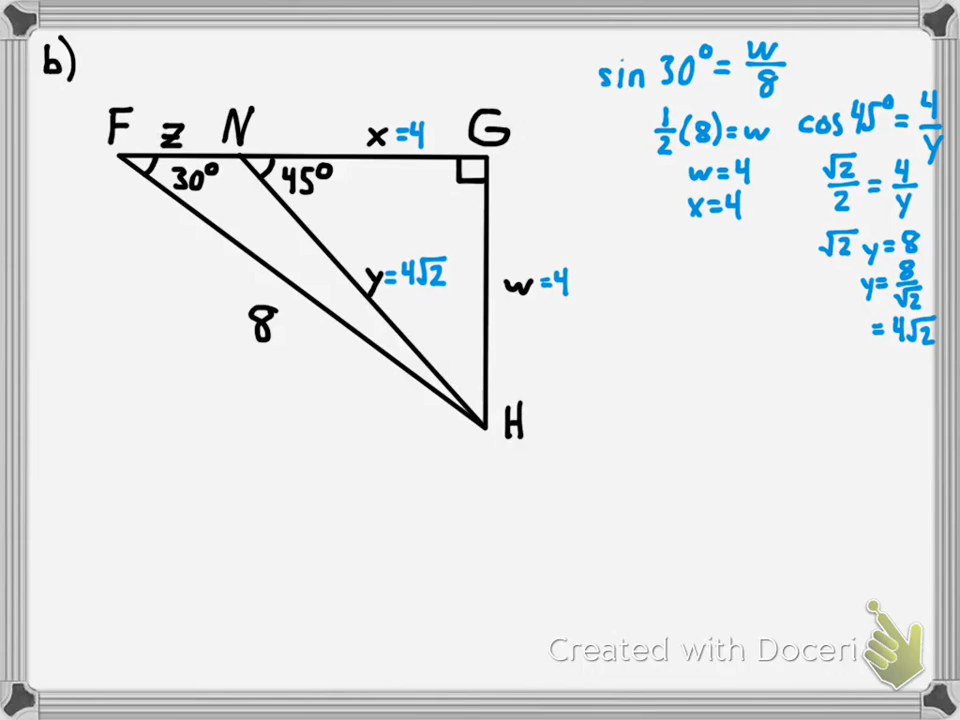 b)
F z N x =4 G
30° 45°
y=4√2
w =4
8
H
sin 30° = w/8
1/2 (8) = w
w = 4
x = 4
cos 45° = 4/y
√2/2 = 4/y
√2 y = 8
y = 8/√2
= 4√2
Created with Doceri